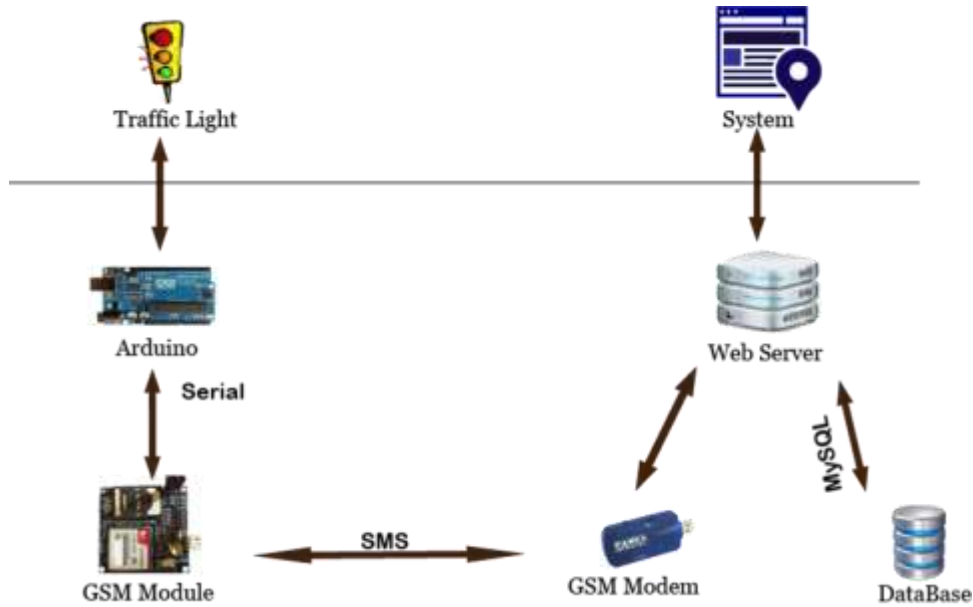 Traffic Light
System
Arduino
Web Server
Serial
MySQL
SMS
GSM Module
GSM Modem
DataBase